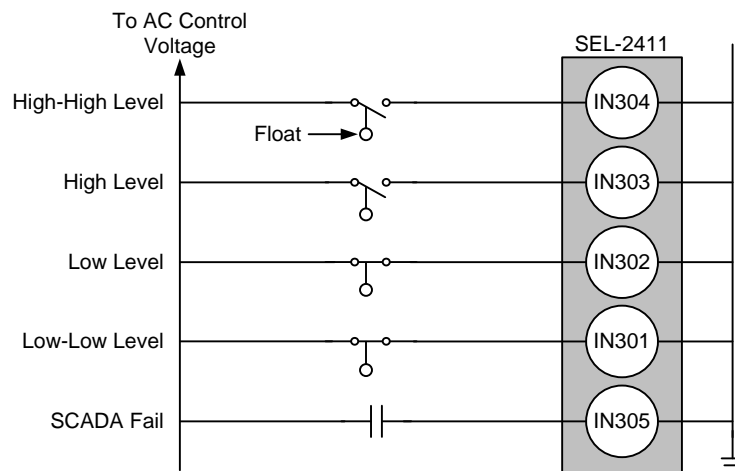 To AC Control
Voltage
SEL-2411
High-High Level
IN304
Float
High Level
IN303
Low Level
IN302
Low-Low Level
IN301
SCADA Fail
IN305